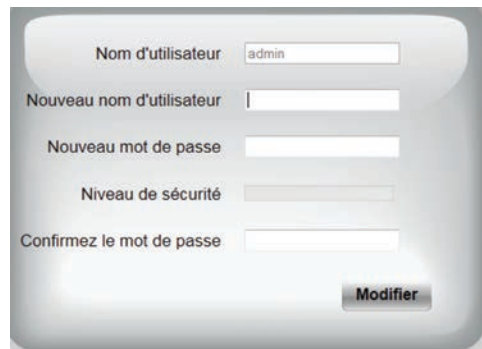 Nom d'utilisateur admin
Nouveau nom d'utilisateur
Nouveau mot de passe
Niveau de sécurité
Confirmez le mot de passe
Modifier